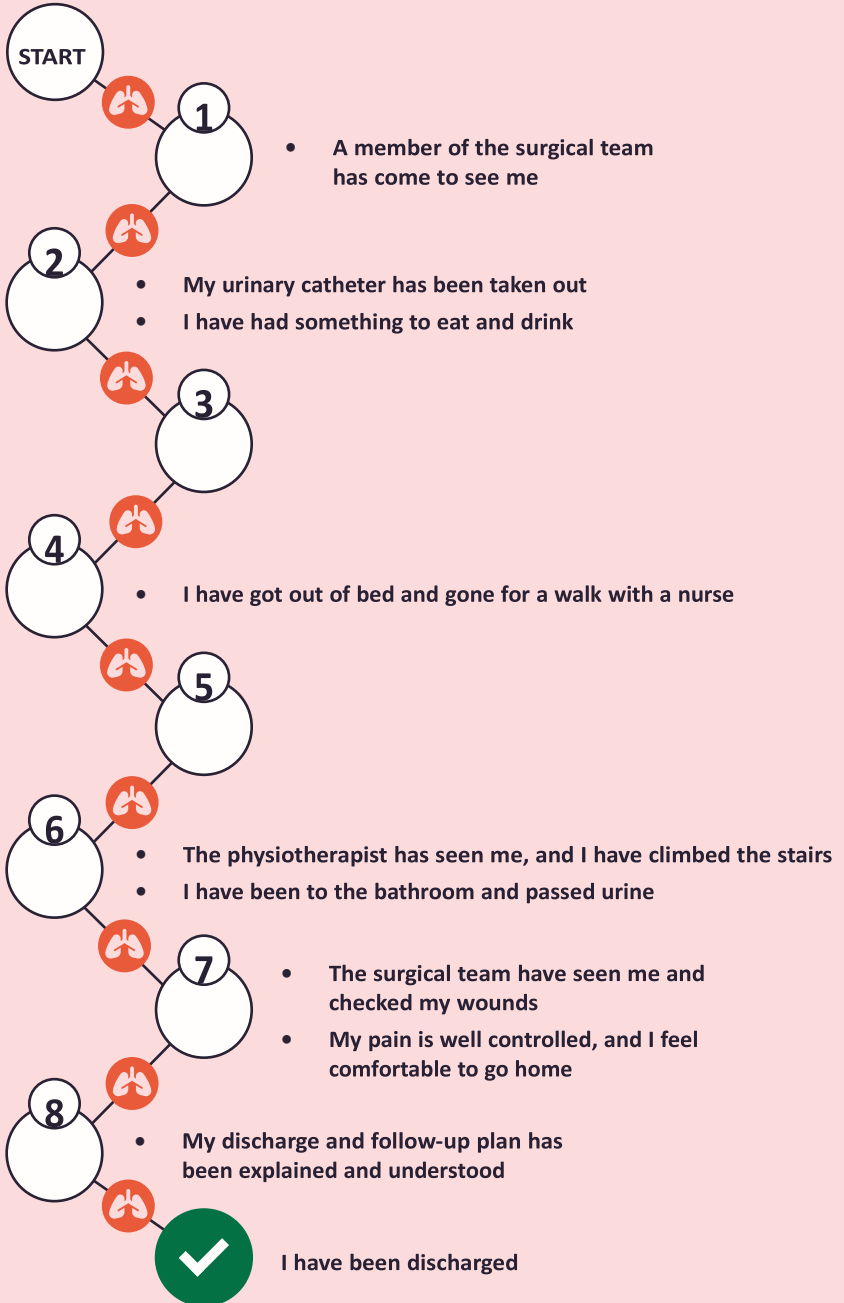 START
1
• A member of the surgical team
has come to see me
2
• My urinary catheter has been taken out
• I have had something to eat and drink
3
4
• I have got out of bed and gone for a walk with a nurse
5
6
• The physiotherapist has seen me, and I have climbed the stairs
• I have been to the bathroom and passed urine
7
• The surgical team have seen me and
checked my wounds
• My pain is well controlled, and I feel
comfortable to go home
8
• My discharge and follow-up plan has
been explained and understood
I have been discharged